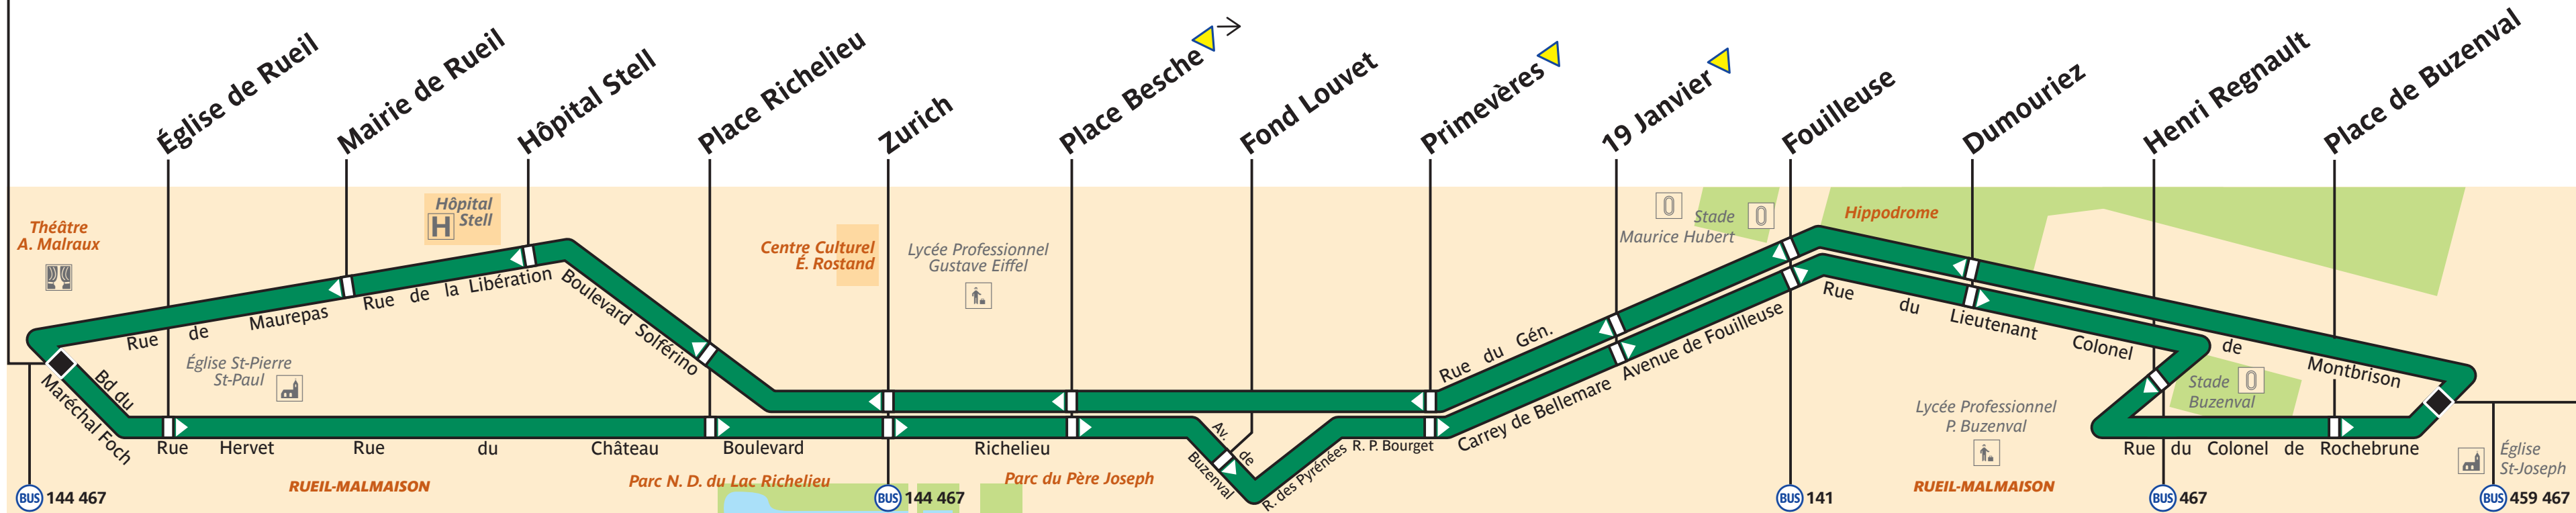 Église de Rueil
Mairie de Rueil
Hôpital Stell
Place Richelieu
Zurich
Place Besche
Fond Louvet
Primevères
19 Janvier
Fouilleuse
Dumouriez
Henri Regnault
Place de Buzenval
Théâtre
A. Malraux
Hôpital
Stell
H
Centre Culturel
É. Rostand
Lycée Professionnel
Gustave Eiffel
Stade
Maurice Hubert
Hippodrome
Rue de Maurepas
Rue de la Libération
Boulevard Solférino
Rue du Gén.
Carrey de Bellemare
Avenue de Fouilleuse
Rue du Lieutenant Colonel de Montbrison
Église St-Pierre
St-Paul
Bd du
Maréchal Foch
Rue Hervet
Rue du Château
Boulevard Richelieu
Av. de
Buzenval
R. des Pyrénées
R. P. Bourget
Stade
Buzenval
Lycée Professionnel
P. Buzenval
Rue du Colonel de Rochebrune
Église
St-Joseph
RUEIL-MALMAISON
Parc N. D. du Lac Richelieu
Parc du Père Joseph
RUEIL-MALMAISON
BUS 144 467
BUS 144 467
BUS 141
BUS 467
BUS 459 467